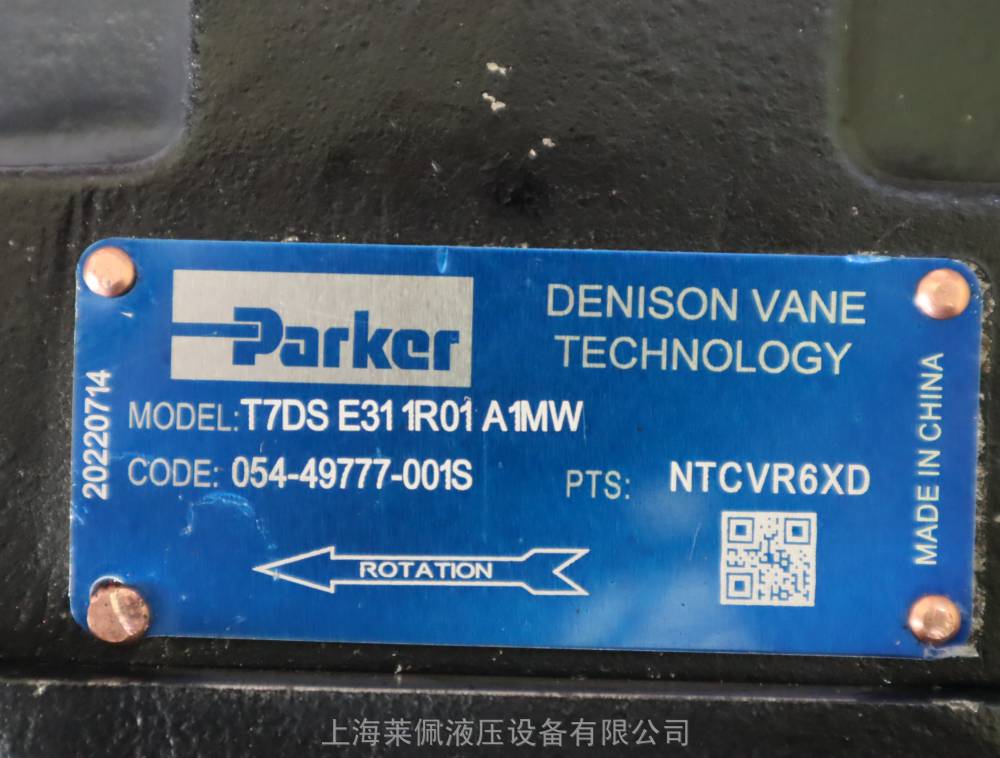 Parker
DENISON VANE
TECHNOLOGY
20220714
MODEL: T7DS E31 1R01 A1MW
CODE: 054-49777-001S
PTS: NTCVR6XD
ROTATION
MADE IN CHINA
上海莱佩液压设备有限公司